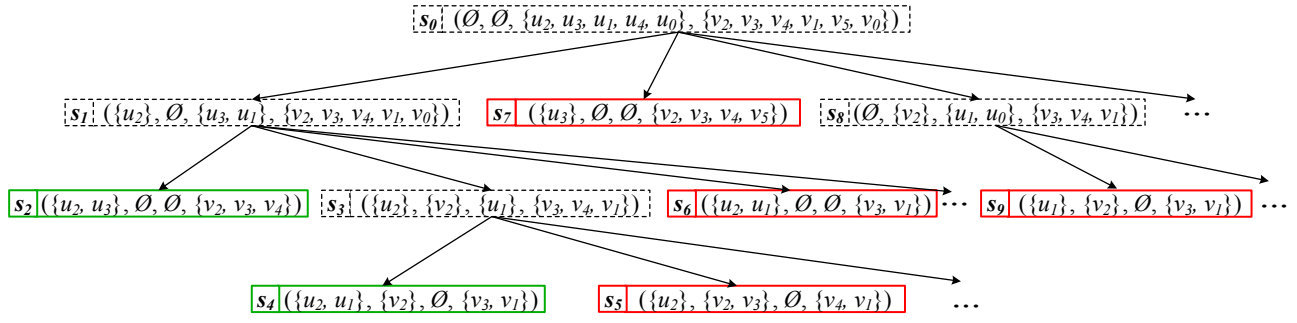 s₀ (Ø, Ø, {u₂, u₃, u₁, u₄, u₀}, {v₂, v₃, v₄, v₁, v₅, v₀})
s₁ ({u₂}, Ø, {u₃, u₁}, {v₂, v₃, v₄, v₁, v₀}) s₇ ({u₃}, Ø, Ø, {v₂, v₃, v₄, v₅}) s₈ (Ø, {v₂}, {u₁, u₀}, {v₃, v₄, v₁}) ...
s₂ ({u₂, u₃}, Ø, Ø, {v₂, v₃, v₄}) s₃ ({u₂}, {v₂}, {u₁}, {v₃, v₄, v₁}) s₆ ({u₂, u₁}, Ø, Ø, {v₃, v₁}) ... s₉ ({u₁}, {v₂}, Ø, {v₃, v₁}) ...
s₄ ({u₂, u₁}, {v₂}, Ø, {v₃, v₁}) s₅ ({u₂}, {v₂, v₃}, Ø, {v₄, v₁}) ...